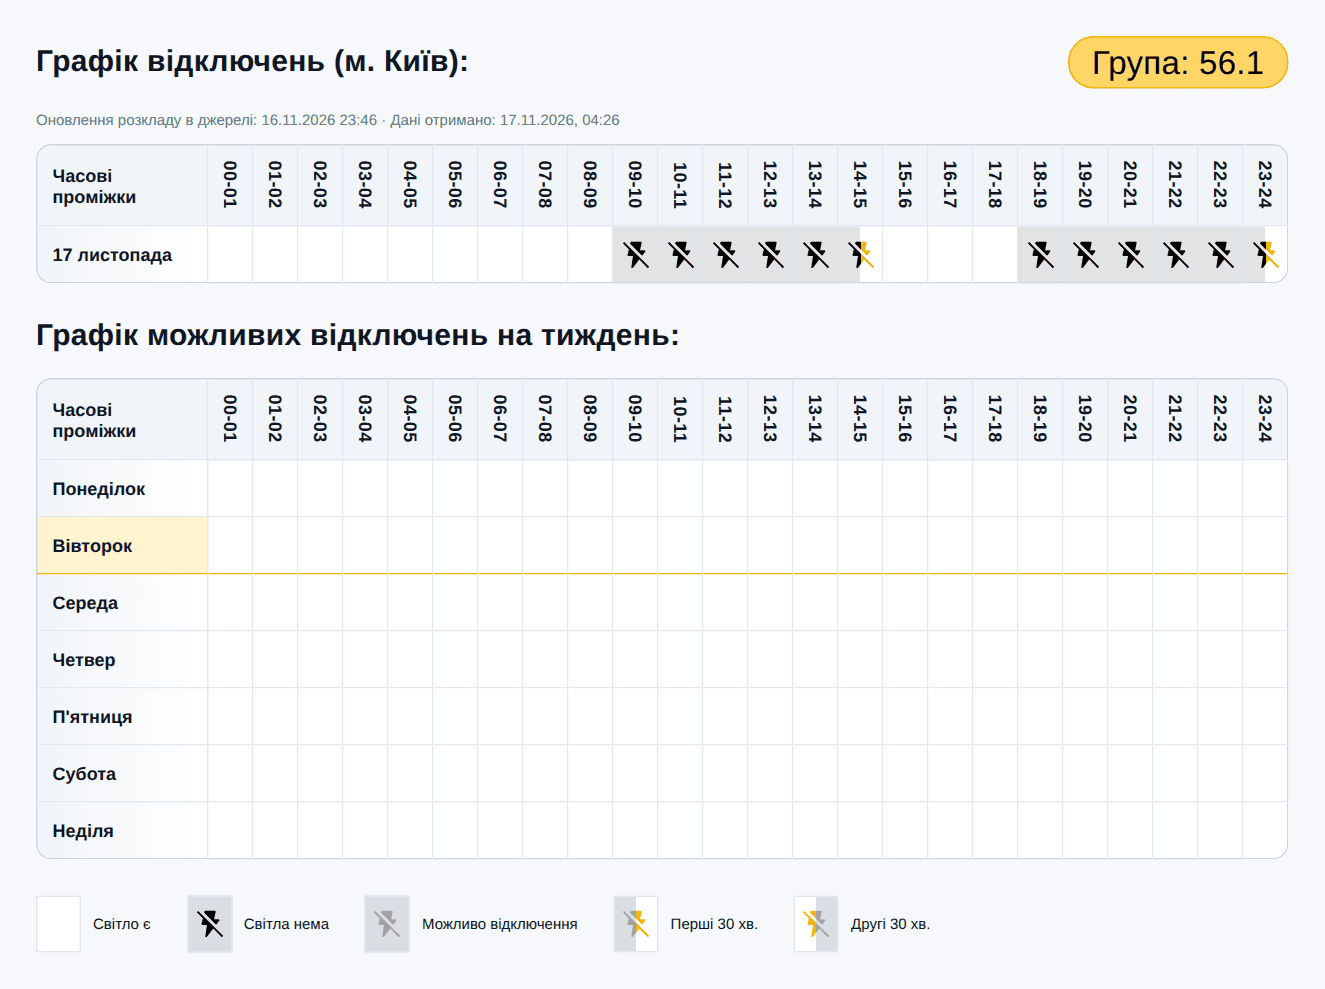 Графік відключень (м. Київ):
Група: 56.1
Оновлення розкладу в джерелі: 16.11.2026 23:46 · Дані отримано: 17.11.2026, 04:26
Часові проміжки 00-01 01-02 02-03 03-04 04-05 05-06 06-07 07-08 08-09 09-10 10-11 11-12 12-13 13-14 14-15 15-16 16-17 17-18 18-19 19-20 20-21 21-22 22-23 23-24
17 листопада
Графік можливих відключень на тиждень:
Часові проміжки 00-01 01-02 02-03 03-04 04-05 05-06 06-07 07-08 08-09 09-10 10-11 11-12 12-13 13-14 14-15 15-16 16-17 17-18 18-19 19-20 20-21 21-22 22-23 23-24
Понеділок
Вівторок
Середа
Четвер
П'ятниця
Субота
Неділя
Світло є Світла нема Можливо відключення Перші 30 хв. Другі 30 хв.